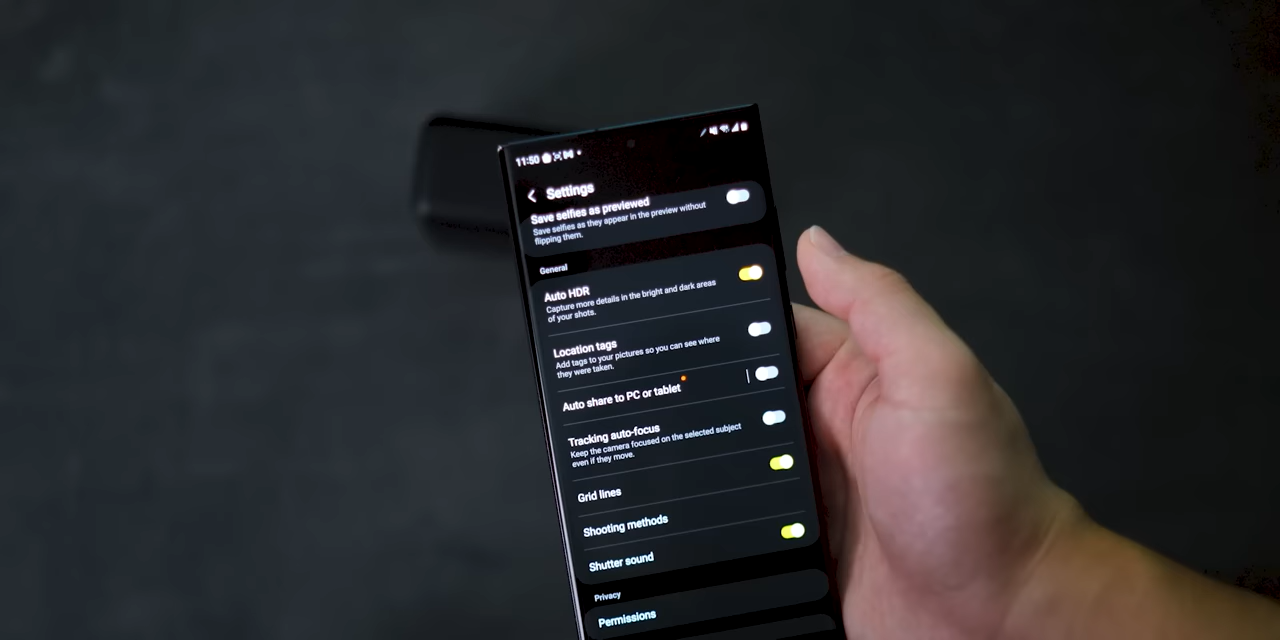 11:50
Settings
Save selfies as previewed
Save selfies as they appear in the preview without
flipping them.
General
Auto HDR
Capture more details in the bright and dark areas
of your shots.
Location tags
Add tags to your pictures so you can see where
they were taken.
Auto share to PC or tablet
Tracking auto-focus
Keep the camera focused on the selected subject
even if they move.
Grid lines
Shooting methods
Shutter sound
Privacy
Permissions